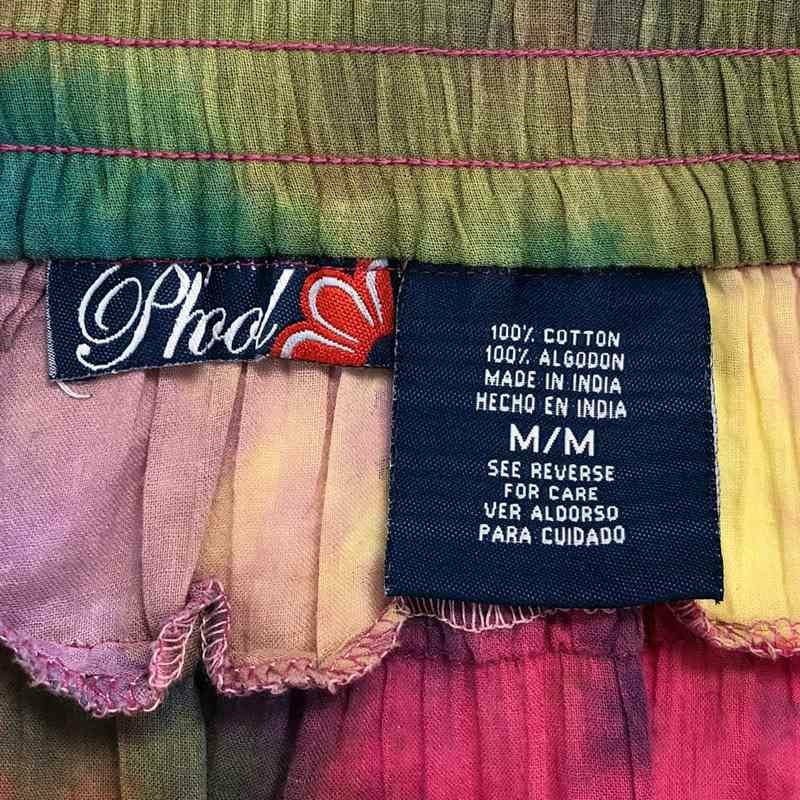 Phool
100% COTTON
100% ALGODON
MADE IN INDIA
HECHO EN INDIA
M/M
SEE REVERSE
FOR CARE
VER ALDORSO
PARA CUIDADO